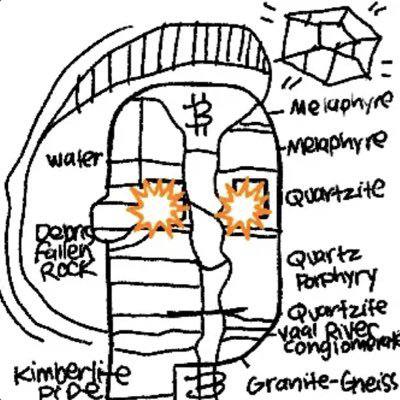 ₿
Melaphyre
Melaphyre
Water
Quartzite
Debris
Fallen
ROCK
Quartz
Porphyry
Quartzite
Vaal River
Conglomerate
Kimberlite
Pipe
Granite-Gneiss
₿